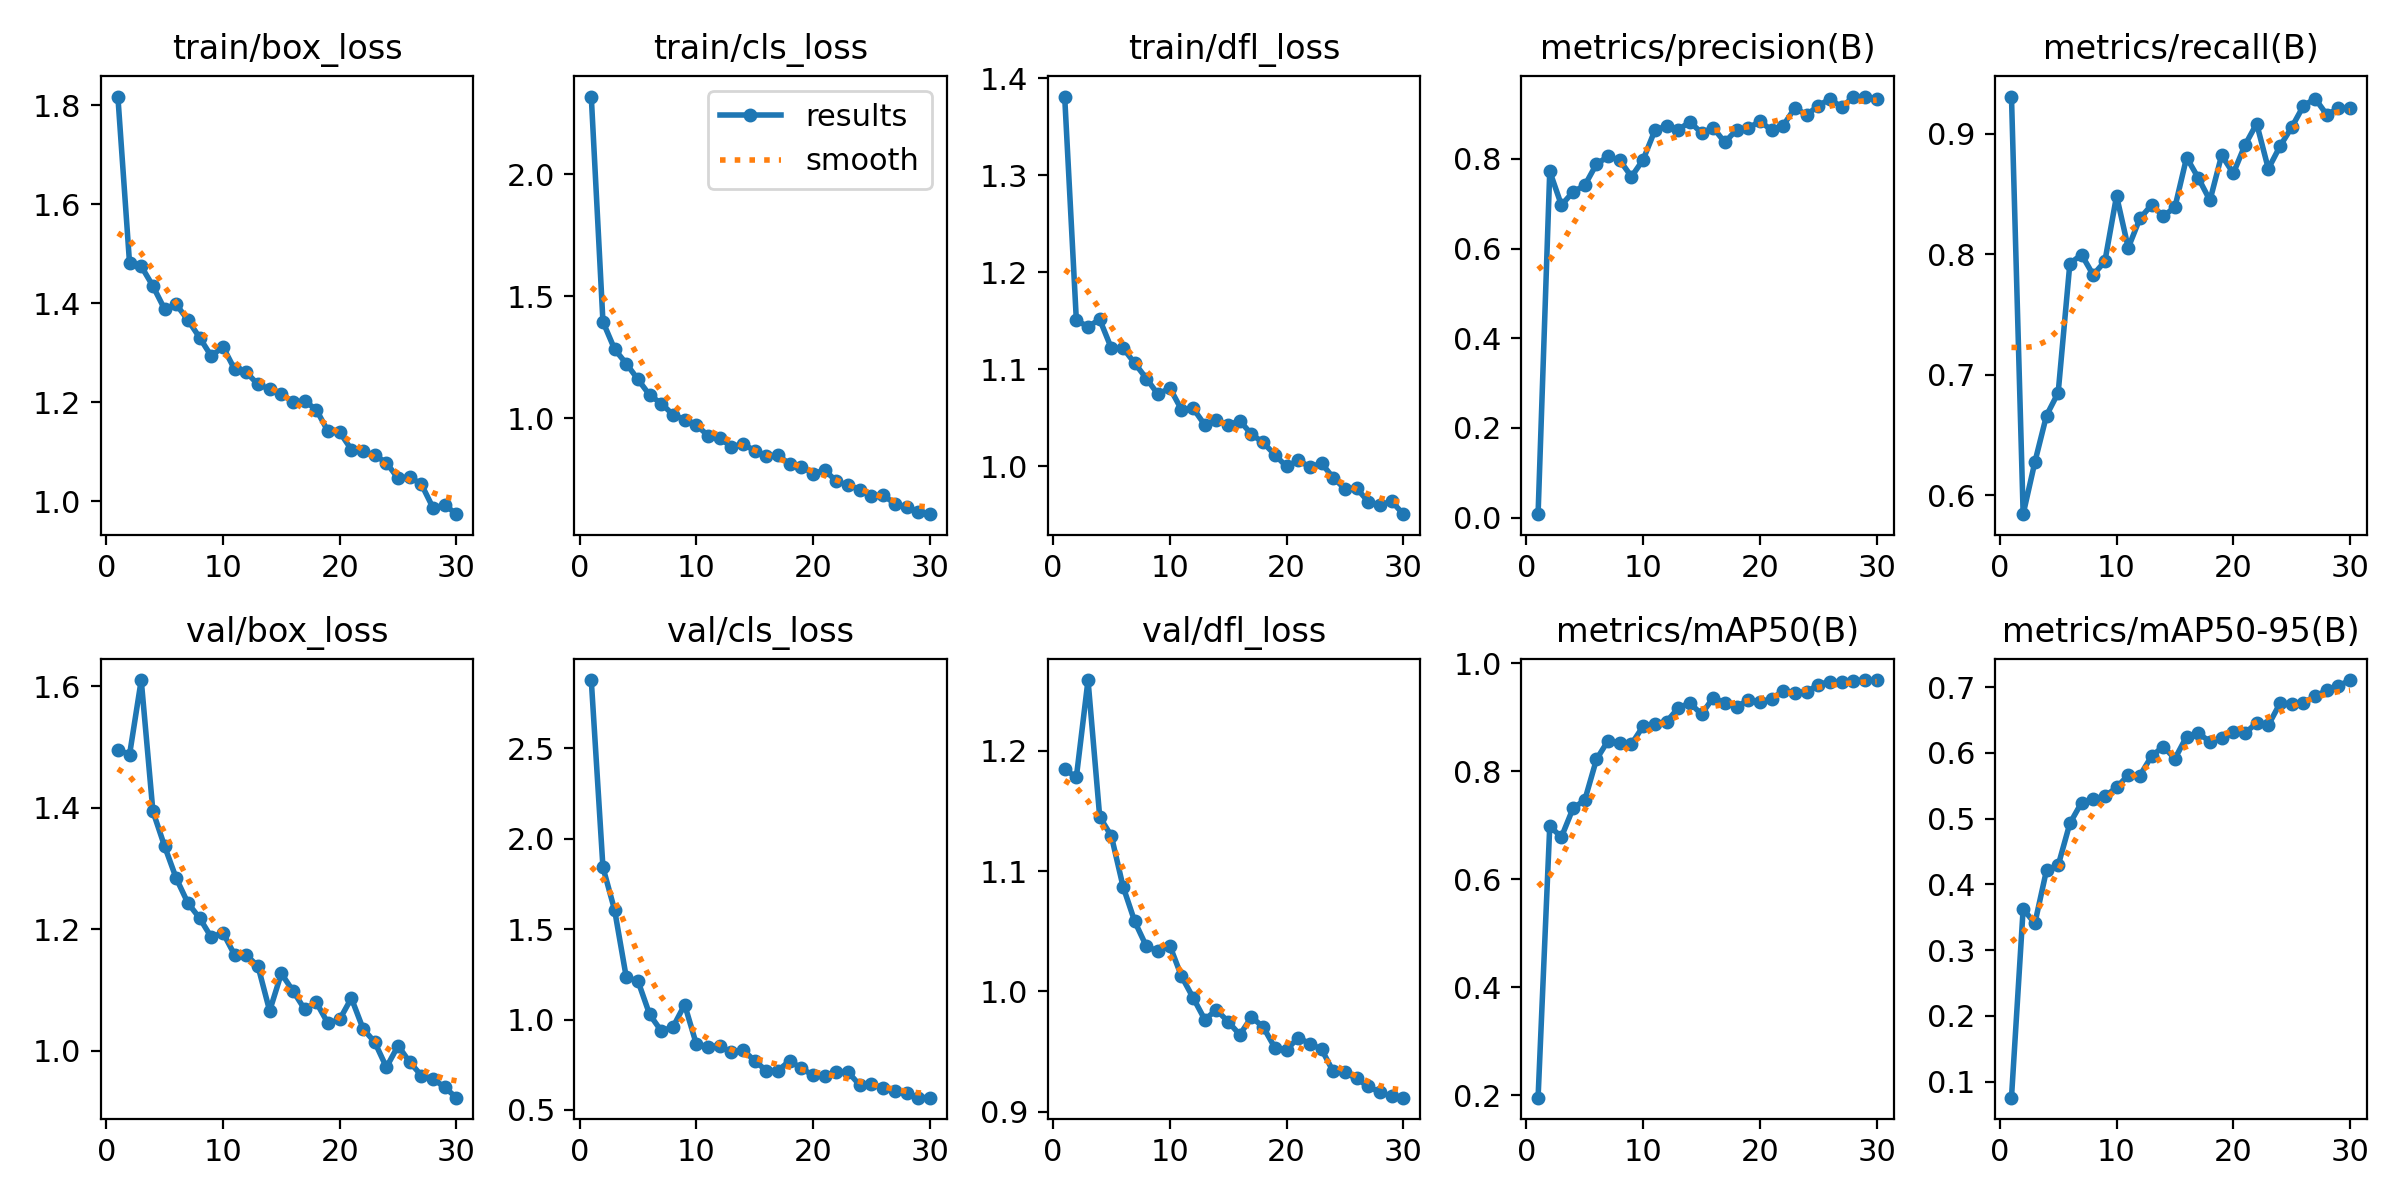 train/box_loss
1.8
1.6
1.4
1.2
1.0
0 10 20 30
train/cls_loss
results
smooth
2.0
1.5
1.0
0 10 20 30
train/dfl_loss
1.4
1.3
1.2
1.1
1.0
0 10 20 30
metrics/precision(B)
0.8
0.6
0.4
0.2
0.0
0 10 20 30
metrics/recall(B)
0.9
0.8
0.7
0.6
0 10 20 30
val/box_loss
1.6
1.4
1.2
1.0
0 10 20 30
val/cls_loss
2.5
2.0
1.5
1.0
0.5
0 10 20 30
val/dfl_loss
1.2
1.1
1.0
0.9
0 10 20 30
metrics/mAP50(B)
1.0
0.8
0.6
0.4
0.2
0 10 20 30
metrics/mAP50-95(B)
0.7
0.6
0.5
0.4
0.3
0.2
0.1
0 10 20 30